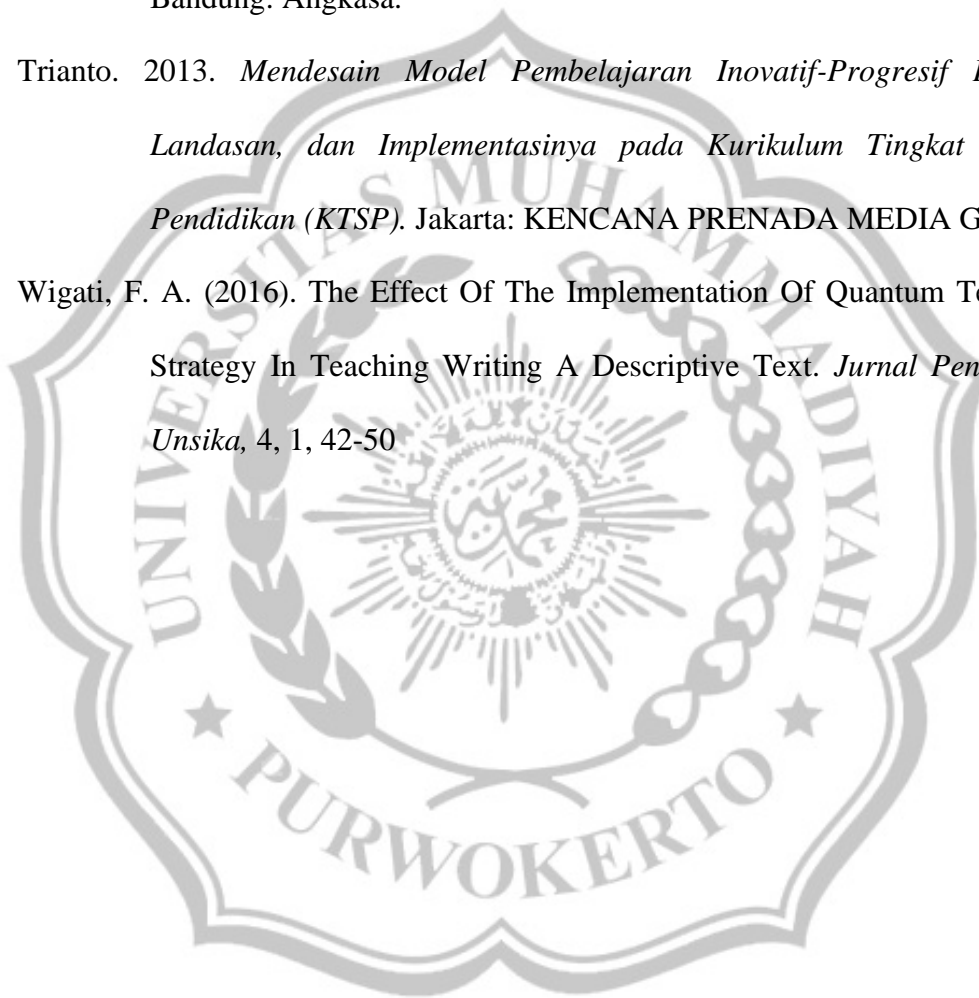 Bandung: Angkasa.
Trianto. 2013. Mendesain Model Pembelajaran Inovatif-Progresif
Landasan, dan Implementasinya pada Kurikulum Tingkat
Pendidikan (KTSP). Jakarta: KENCANA PRENADA MEDIA G
Wigati, F. A. (2016). The Effect Of The Implementation Of Quantum Te
Strategy In Teaching Writing A Descriptive Text. Jurnal Pen
Unsika, 4, 1, 42-50
UNIVERSITAS MUHAMMADIYAH
PURWOKERTO